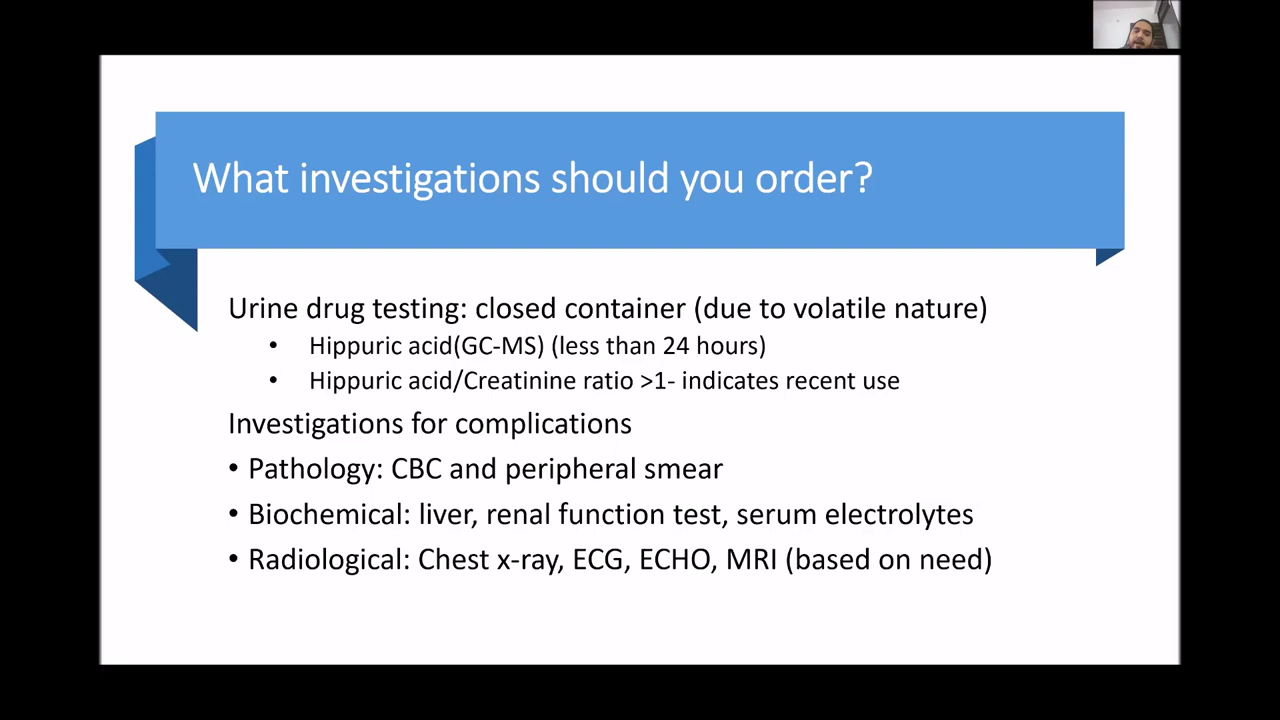 What investigations should you order?
Urine drug testing: closed container (due to volatile nature)
• Hippuric acid(GC-MS) (less than 24 hours)
• Hippuric acid/Creatinine ratio >1- indicates recent use
Investigations for complications
• Pathology: CBC and peripheral smear
• Biochemical: liver, renal function test, serum electrolytes
• Radiological: Chest x-ray, ECG, ECHO, MRI (based on need)